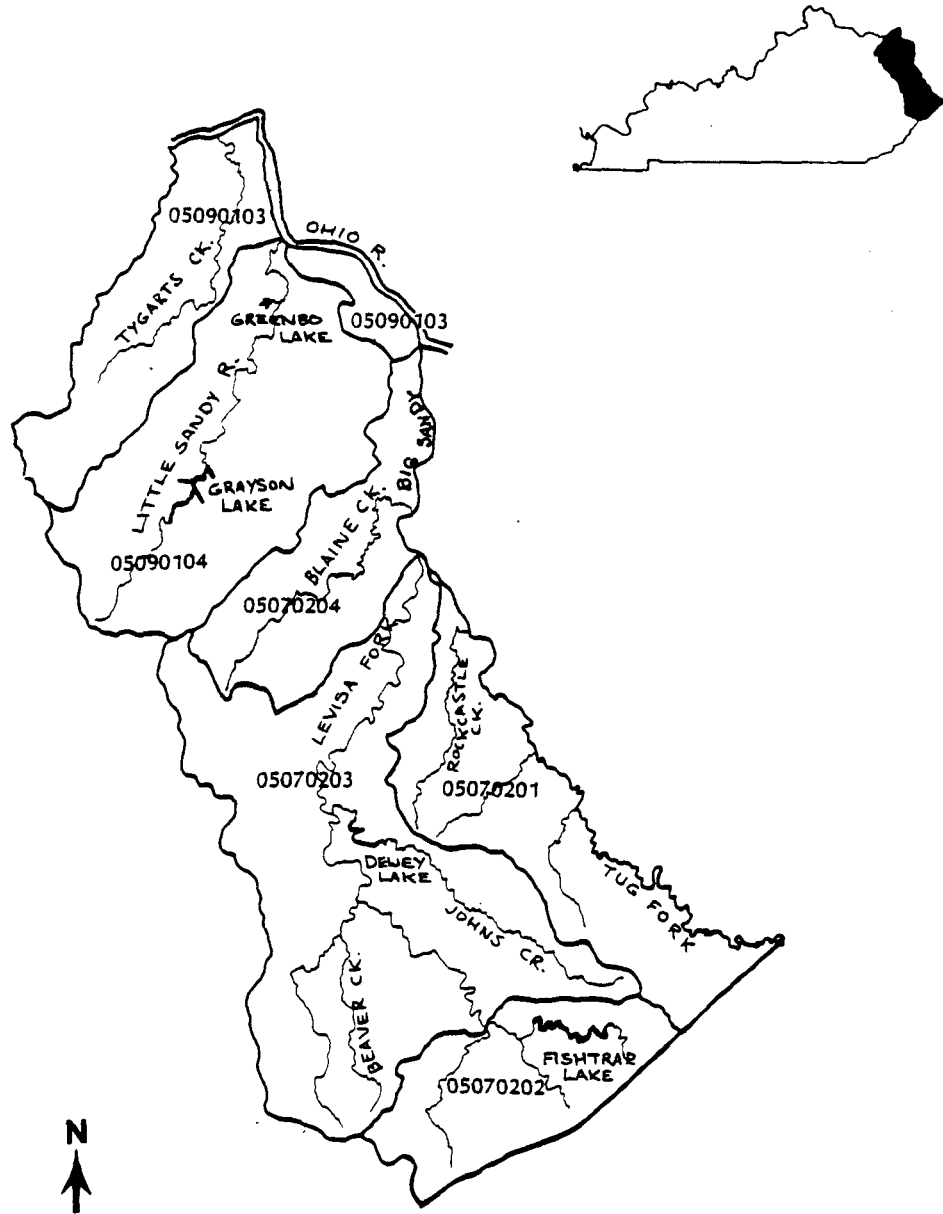 05090103
TYGARTS CK.
OHIO R.
GREENBO
LAKE
05090103
LITTLE SANDY R.
BIG SANDY
GRAYSON
LAKE
BLAINE CK.
05090104
05070204
LEVISA FORK
ROCKCASTLE
CK.
05070203
05070201
DEWEY
LAKE
TUG FORK
JOHNS CR.
BEAVER CK.
FISHTRAP
LAKE
05070202
N